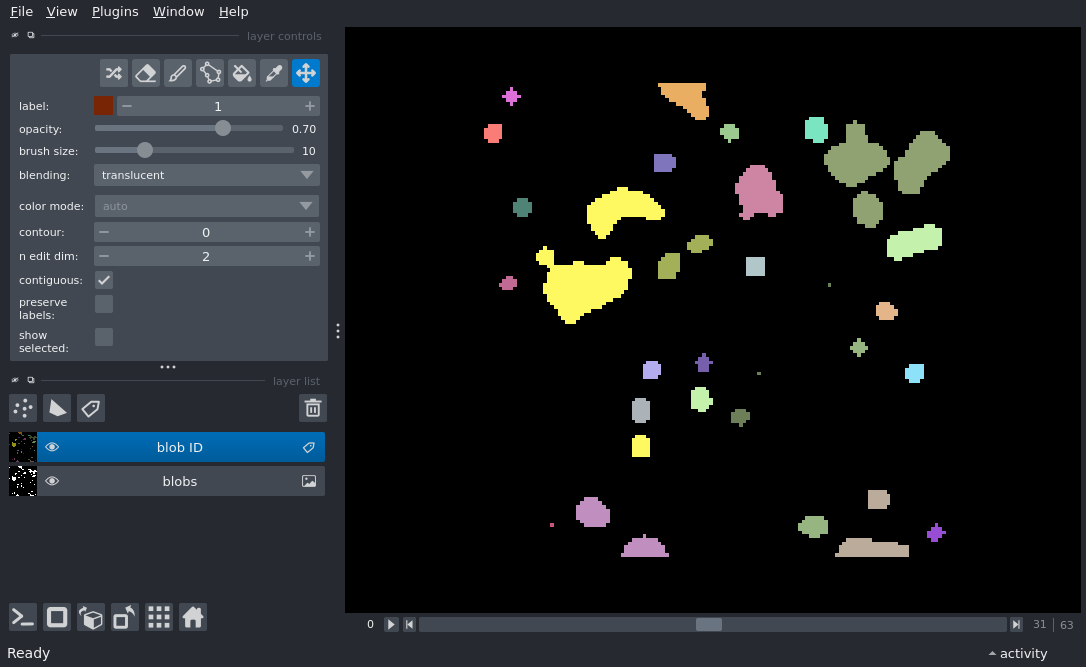 File View Plugins Window Help
layer controls
label: 1
opacity: 0.70
brush size: 10
blending: translucent
color mode: auto
contour: 0
n edit dim: 2
contiguous:
preserve
labels:
show
selected:
layer list
blob ID
blobs
0 31 | 63
Ready activity